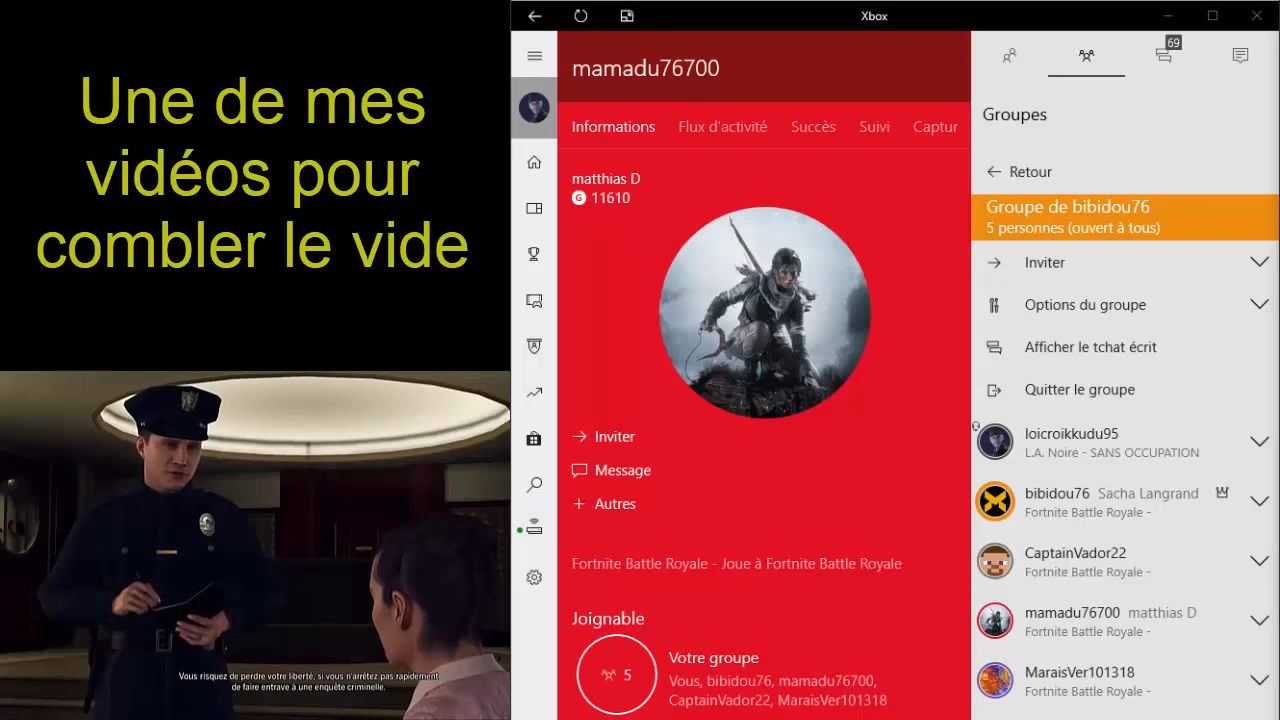 Une de mes
vidéos pour
combler le vide
Vous risquez de perdre votre liberté, si vous n'arrêtez pas rapidement
de faire entrave à une enquête criminelle.
Xbox
mamadu76700
Informations Flux d'activité Succès Suivi Captur
matthias D
G 11610
Inviter
Message
Autres
Fortnite Battle Royale - Joue à Fortnite Battle Royale
Joignable
5
Votre groupe
Vous, bibidou76, mamadu76700,
CaptainVador22, MaraisVer101318
69
Groupes
Retour
Groupe de bibidou76
5 personnes (ouvert à tous)
Inviter
Options du groupe
Afficher le tchat écrit
Quitter le groupe
loicroikkudu95
L.A. Noire - SANS OCCUPATION
bibidou76 Sacha Langrand
Fortnite Battle Royale -
CaptainVador22
Fortnite Battle Royale -
mamadu76700 matthias D
Fortnite Battle Royale -
MaraisVer101318
Fortnite Battle Royale -